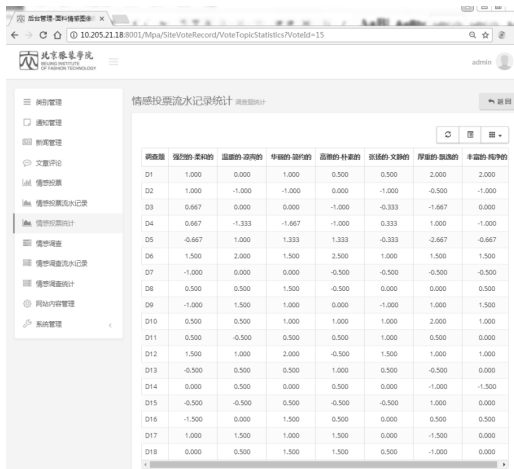 后台管理-面料情感图像
10.205.21.18:8001/Mpa/SiteVoteRecord/VoteTopicStatistics?VoteId=15
北京服装学院
BEIJING INSTITUTE
OF FASHION TECHNOLOGY
admin
类别管理
通知管理
新闻管理
文章评论
情感投票
情感投票流水记录
情感投票统计
情感调查
情感调查流水记录
情感调查统计
网站内容管理
系统管理
情感投票流水记录统计 调查题统计
返回
调查题 强烈的-柔和的 温暖的-凉爽的 华丽的-简约的 高雅的-朴素的 张扬的-文静的 厚重的-飘逸的 丰富的-纯净的
D1 1.000 0.000 1.000 0.500 0.500 2.000 2.000
D2 1.000 -1.000 -1.000 0.000 -1.000 -0.500 -1.000
D3 0.667 0.000 0.000 -1.000 -0.333 -1.667 0.000
D4 0.667 -1.333 -1.667 -1.000 0.333 1.000 -1.000
D5 -0.667 1.000 1.333 1.333 -0.333 -2.667 -0.667
D6 1.500 2.000 1.500 2.500 1.000 1.500 1.500
D7 -1.000 0.000 0.000 -0.500 -0.500 -0.500 -0.500
D8 0.500 0.500 1.500 -0.500 0.000 0.000 0.500
D9 -1.000 1.500 1.000 0.000 -1.000 1.000 1.500
D10 0.500 0.500 1.000 1.000 1.000 2.000 1.000
D11 0.500 -0.500 0.500 0.500 1.000 0.500 0.000
D12 1.500 1.000 2.000 -0.500 1.500 1.000 1.000
D13 -0.500 0.500 0.500 1.000 0.500 -0.500 0.000
D14 0.000 0.500 0.000 0.500 0.000 -1.000 -1.500
D15 -0.500 -0.500 0.500 -0.500 -0.500 1.000 0.000
D16 -1.500 0.000 1.500 0.500 0.000 0.500 0.500
D17 1.000 1.500 1.000 1.500 0.000 -1.500 0.000
D18 0.000 0.500 1.500 1.500 0.500 -1.000 0.000